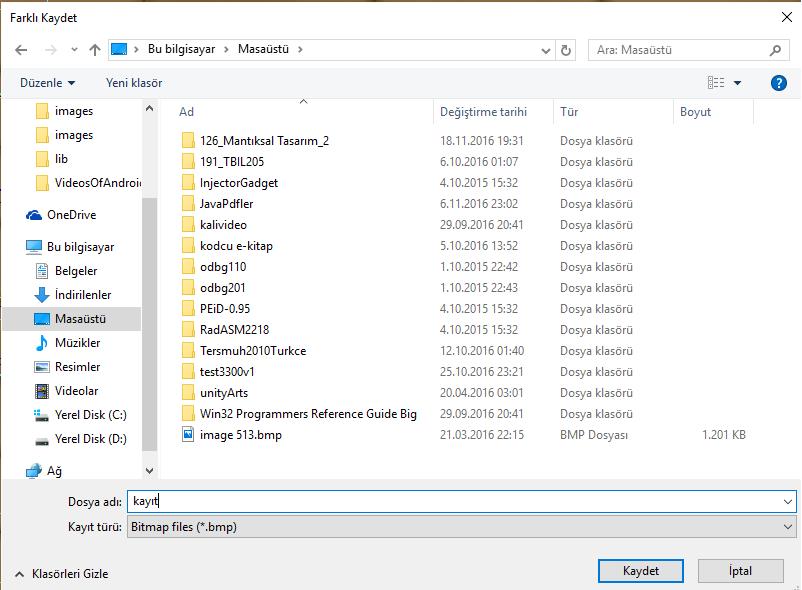 Farklı Kaydet
Bu bilgisayar Masaüstü
Ara: Masaüstü
Düzenle Yeni klasör
?
images
images
lib
VideosOfAndroi
OneDrive
Bu bilgisayar
Belgeler
İndirilenler
Masaüstü
Müzikler
Resimler
Videolar
Yerel Disk (C:)
Yerel Disk (D:)
Ağ
Ad Değiştirme tarihi Tür Boyut
126_Mantıksal Tasarım_2 18.11.2016 19:31 Dosya klasörü
191_TBIL205 6.10.2016 01:07 Dosya klasörü
InjectorGadget 4.10.2015 15:32 Dosya klasörü
JavaPdfler 6.11.2016 23:02 Dosya klasörü
kalivideo 29.09.2016 20:41 Dosya klasörü
kodcu e-kitap 5.10.2016 13:52 Dosya klasörü
odbg110 1.10.2015 22:42 Dosya klasörü
odbg201 1.10.2015 22:43 Dosya klasörü
PEiD-0.95 4.10.2015 15:32 Dosya klasörü
RadASM2218 4.10.2015 15:32 Dosya klasörü
Tersmuh2010Turkce 12.10.2016 01:40 Dosya klasörü
test3300v1 25.10.2016 23:21 Dosya klasörü
unityArts 20.04.2016 03:01 Dosya klasörü
Win32 Programmers Reference Guide Big 29.09.2016 20:41 Dosya klasörü
image 513.bmp 21.03.2016 22:15 BMP Dosyası 1.201 KB
Dosya adı: kayıt
Kayıt türü: Bitmap files (*.bmp)
Klasörleri Gizle
Kaydet İptal